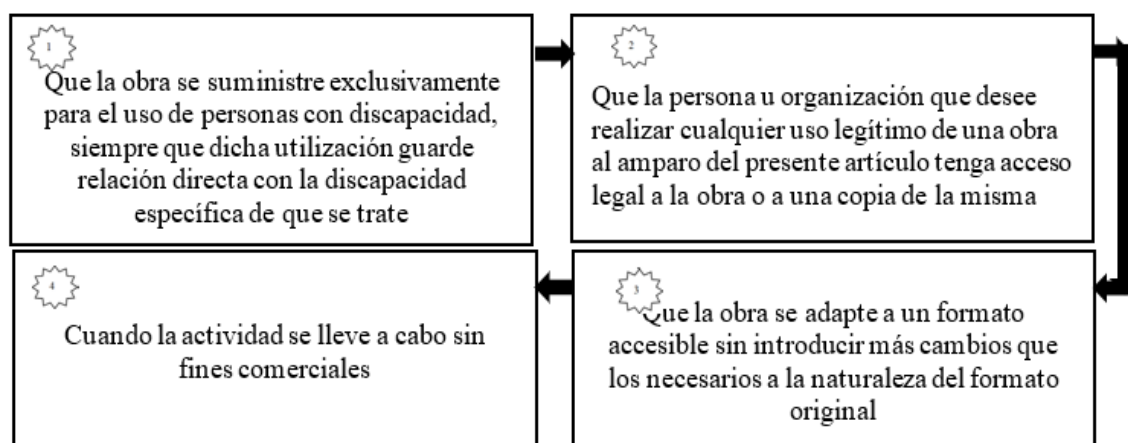 1
Que la obra se suministre exclusivamente
para el uso de personas con discapacidad,
siempre que dicha utilización guarde
relación directa con la discapacidad
específica de que se trate
2
Que la persona u organización que desee
realizar cualquier uso legítimo de una obra
al amparo del presente artículo tenga acceso
legal a la obra o a una copia de la misma
3
Que la obra se adapte a un formato
accesible sin introducir más cambios que
los necesarios a la naturaleza del formato
original
4
Cuando la actividad se lleve a cabo sin
fines comerciales